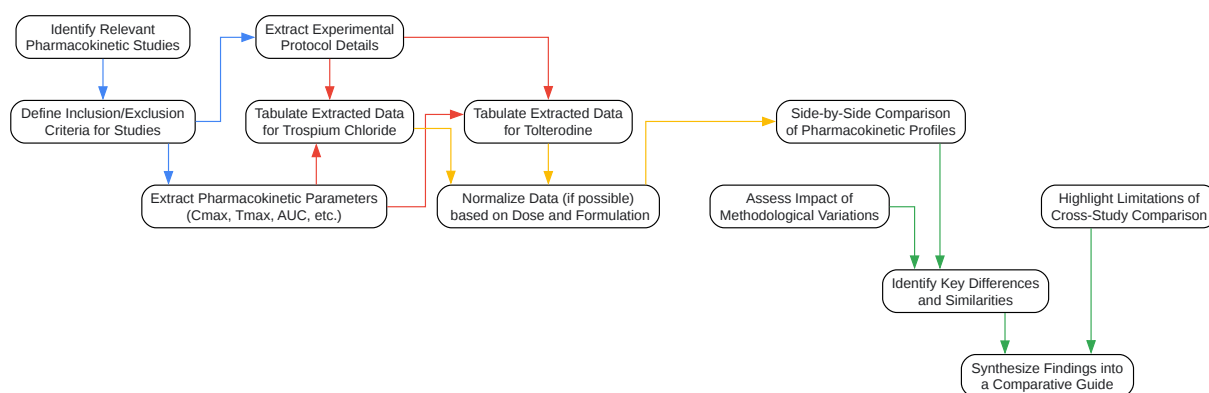 Identify Relevant
Pharmacokinetic Studies
Extract Experimental
Protocol Details
Define Inclusion/Exclusion
Criteria for Studies
Tabulate Extracted Data
for Trospium Chloride
Tabulate Extracted Data
for Tolterodine
Side-by-Side Comparison
of Pharmacokinetic Profiles
Extract Pharmacokinetic Parameters
(Cmax, Tmax, AUC, etc.)
Normalize Data (if possible)
based on Dose and Formulation
Assess Impact of
Methodological Variations
Highlight Limitations of
Cross-Study Comparison
Identify Key Differences
and Similarities
Synthesize Findings into
a Comparative Guide